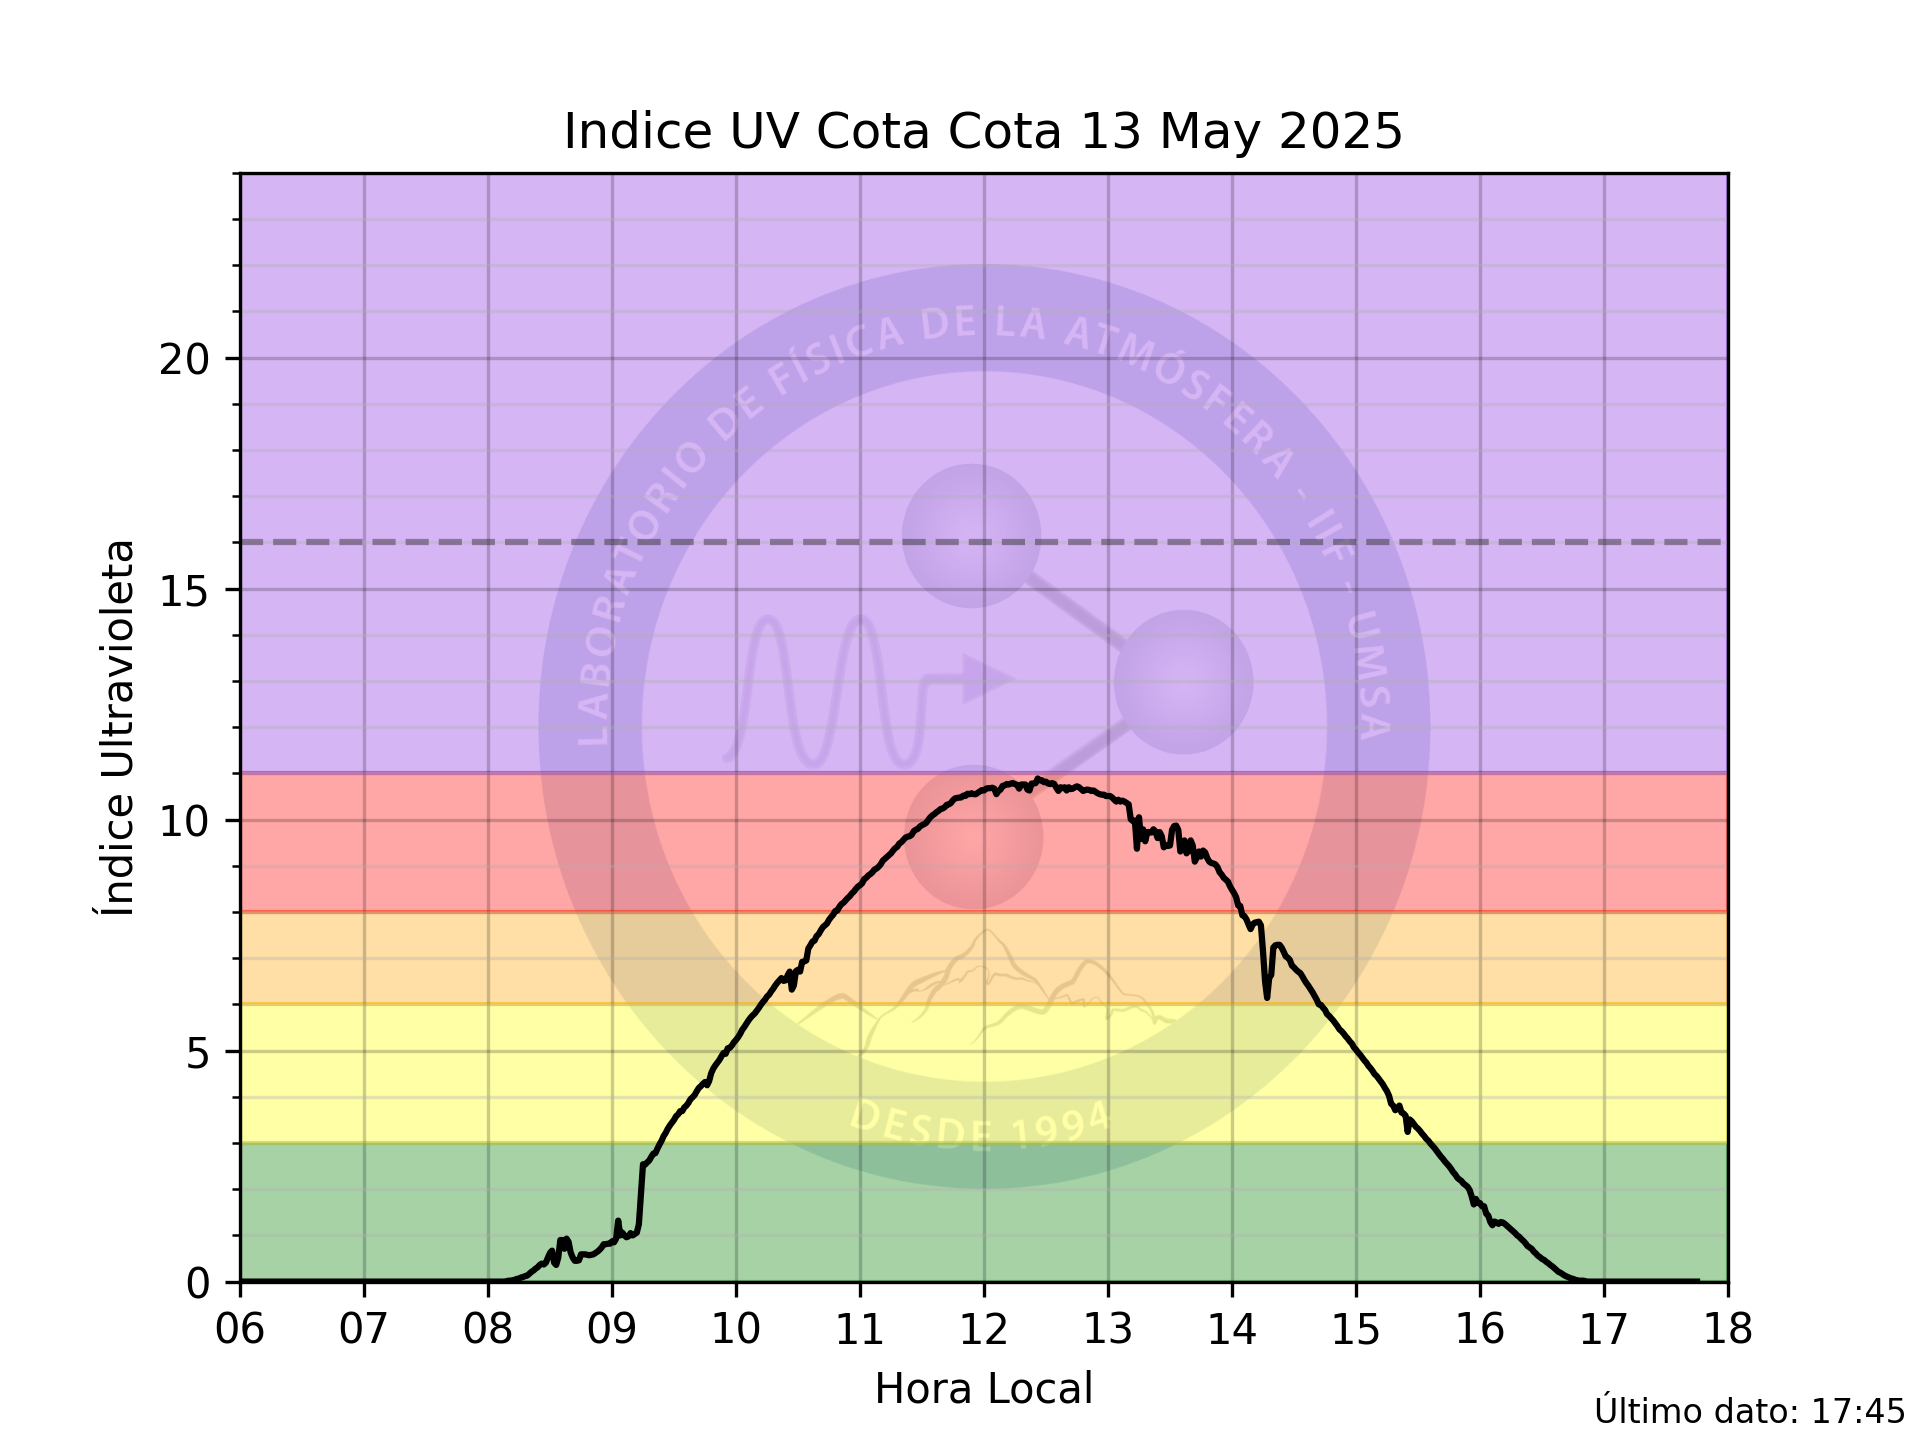 Indice UV Cota Cota 13 May 2025
LABORATORIO DE FÍSICA DE LA ATMÓSFERA - IIF - UMSA
DESDE 1994
Índice Ultravioleta
20
15
10
5
0
06 07 08 09 10 11 12 13 14 15 16 17 18
Hora Local
Último dato: 17:45